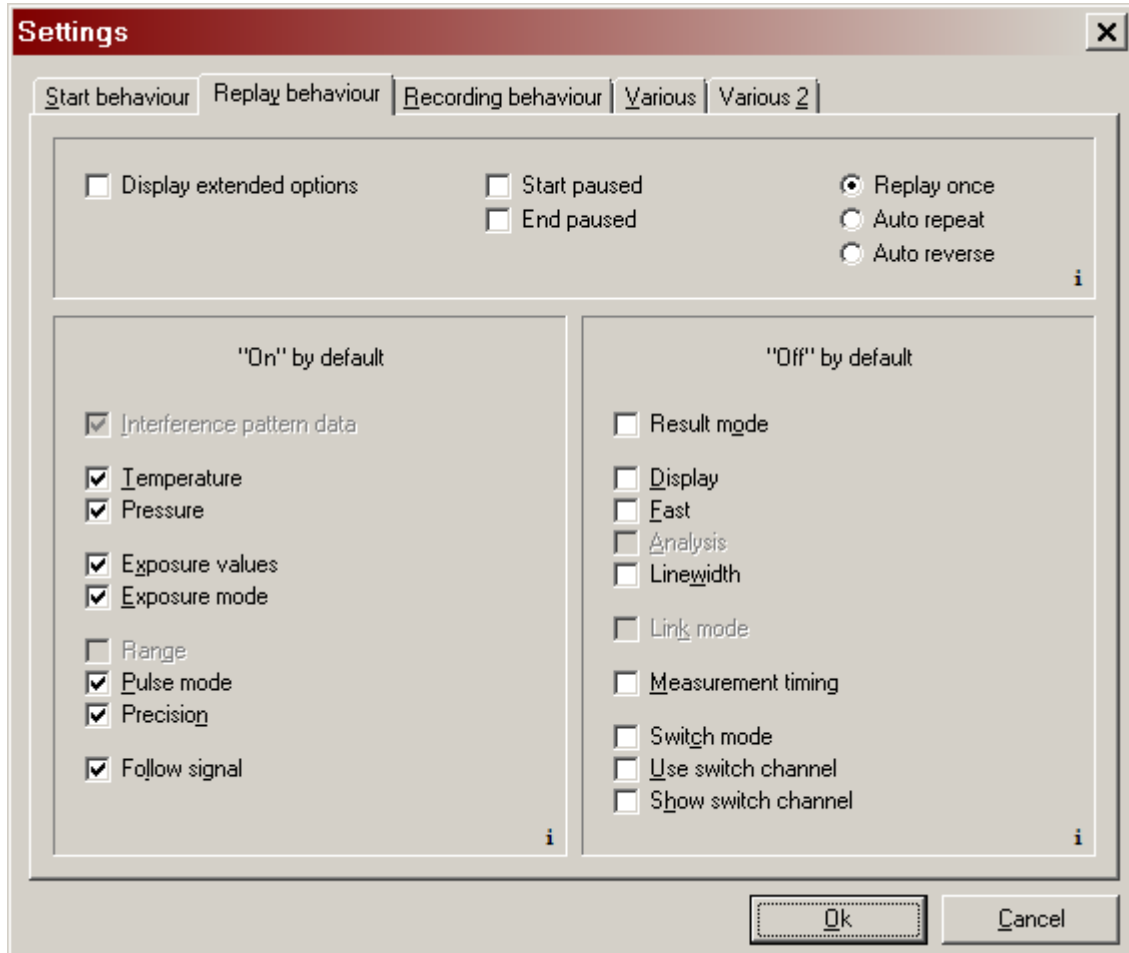 Settings
Start behaviour Replay behaviour Recording behaviour Various Various 2
Display extended options Start paused Replay once
End paused Auto repeat
Auto reverse
i
"On" by default
Interference pattern data
Temperature
Pressure
Exposure values
Exposure mode
Range
Pulse mode
Precision
Follow signal
i
"Off" by default
Result mode
Display
Fast
Analysis
Linewidth
Link mode
Measurement timing
Switch mode
Use switch channel
Show switch channel
i
Ok Cancel